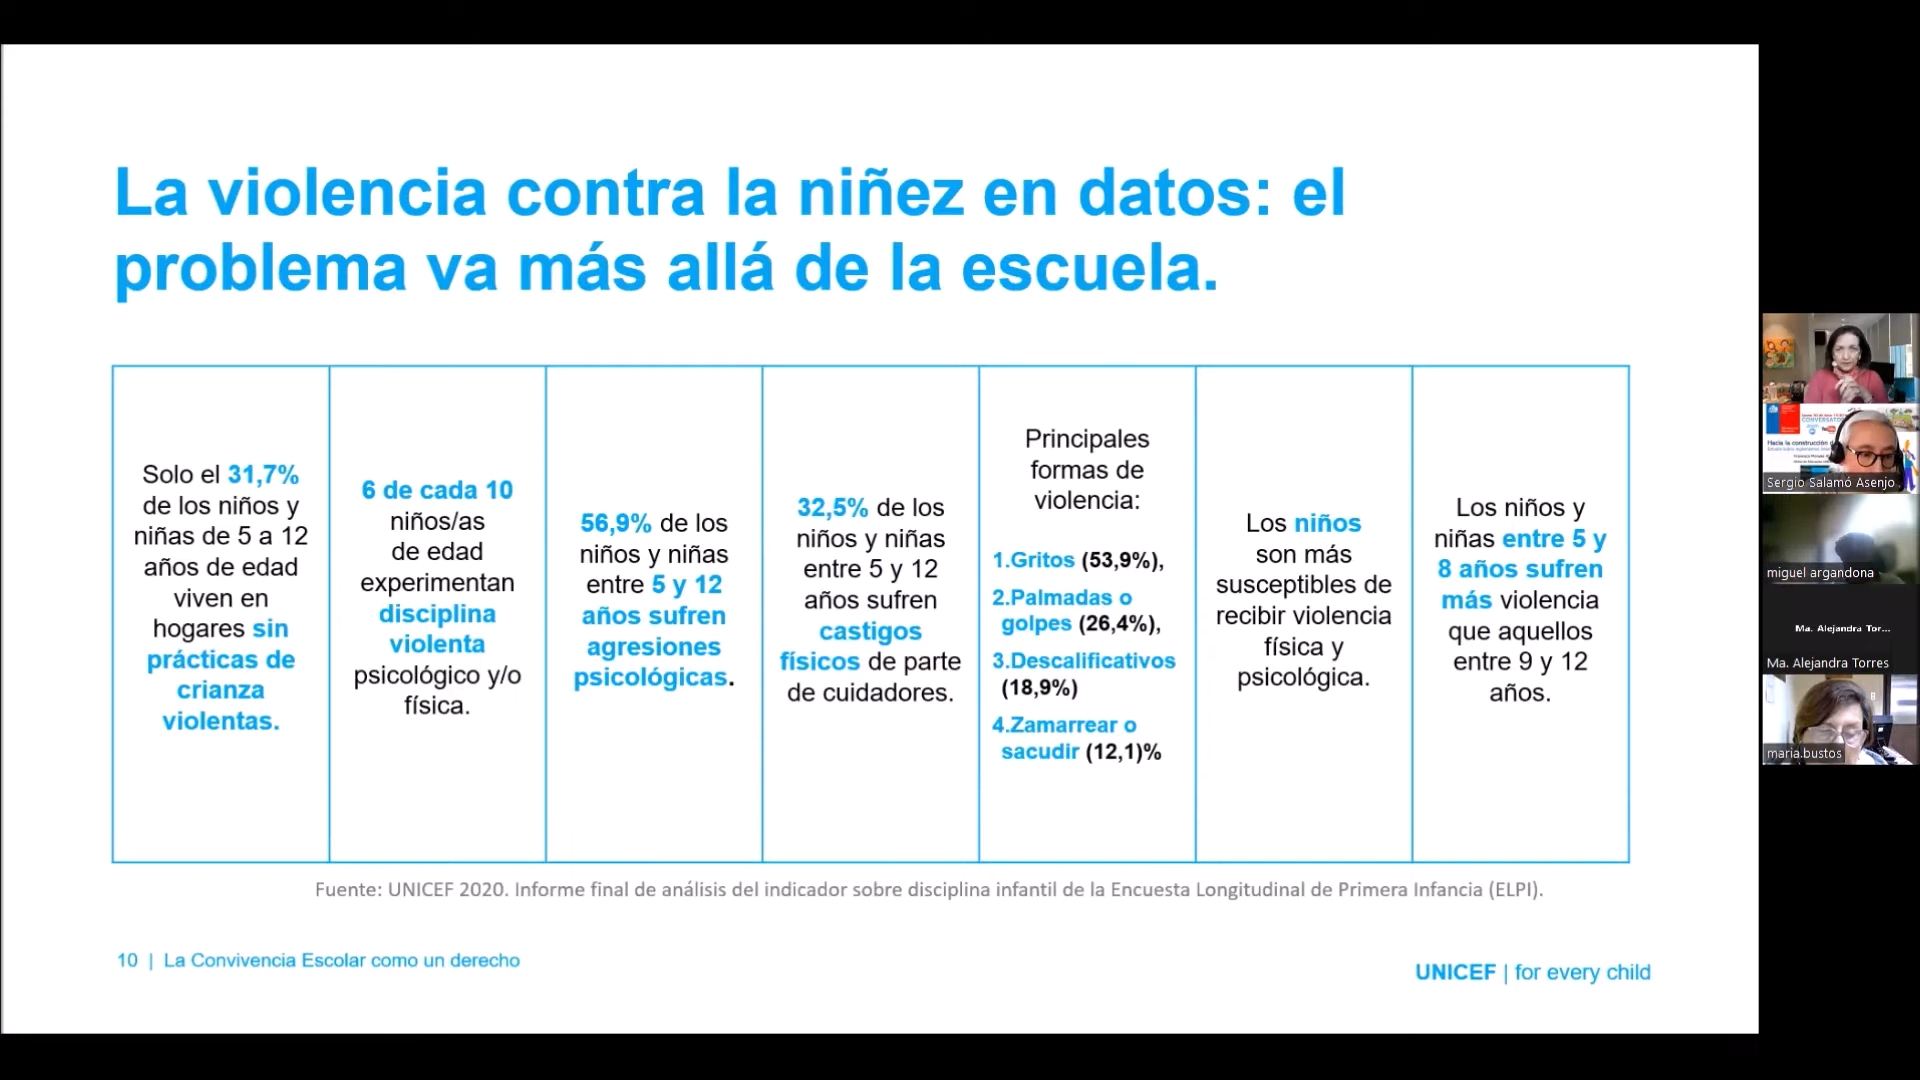 La violencia contra la niñez en datos: el
problema va más allá de la escuela.
Solo el 31,7%
de los niños y
niñas de 5 a 12
años de edad
viven en
hogares sin
prácticas de
crianza
violentas.
6 de cada 10
niños/as
de edad
experimentan
disciplina
violenta
psicológico y/o
física.
56,9% de los
niños y niñas
entre 5 y 12
años sufren
agresiones
psicológicas.
32,5% de los
niños y niñas
entre 5 y 12
años sufren
castigos
físicos de parte
de cuidadores.
Principales
formas de
violencia:
1.Gritos (53,9%),
2.Palmadas o
golpes (26,4%),
3.Descalificativos
(18,9%)
4.Zamarrear o
sacudir (12,1)%
Los niños
son más
susceptibles de
recibir violencia
física y
psicológica.
Los niños y
niñas entre 5 y
8 años sufren
más violencia
que aquellos
entre 9 y 12
años.
Fuente: UNICEF 2020. Informe final de análisis del indicador sobre disciplina infantil de la Encuesta Longitudinal de Primera Infancia (ELPI).
10 | La Convivencia Escolar como un derecho
UNICEF | for every child
Hacia la construcción
Sergio Salamó Asenjo
miguel argandona
Ma. Alejandra Tor...
Ma. Alejandra Torres
maria.bustos